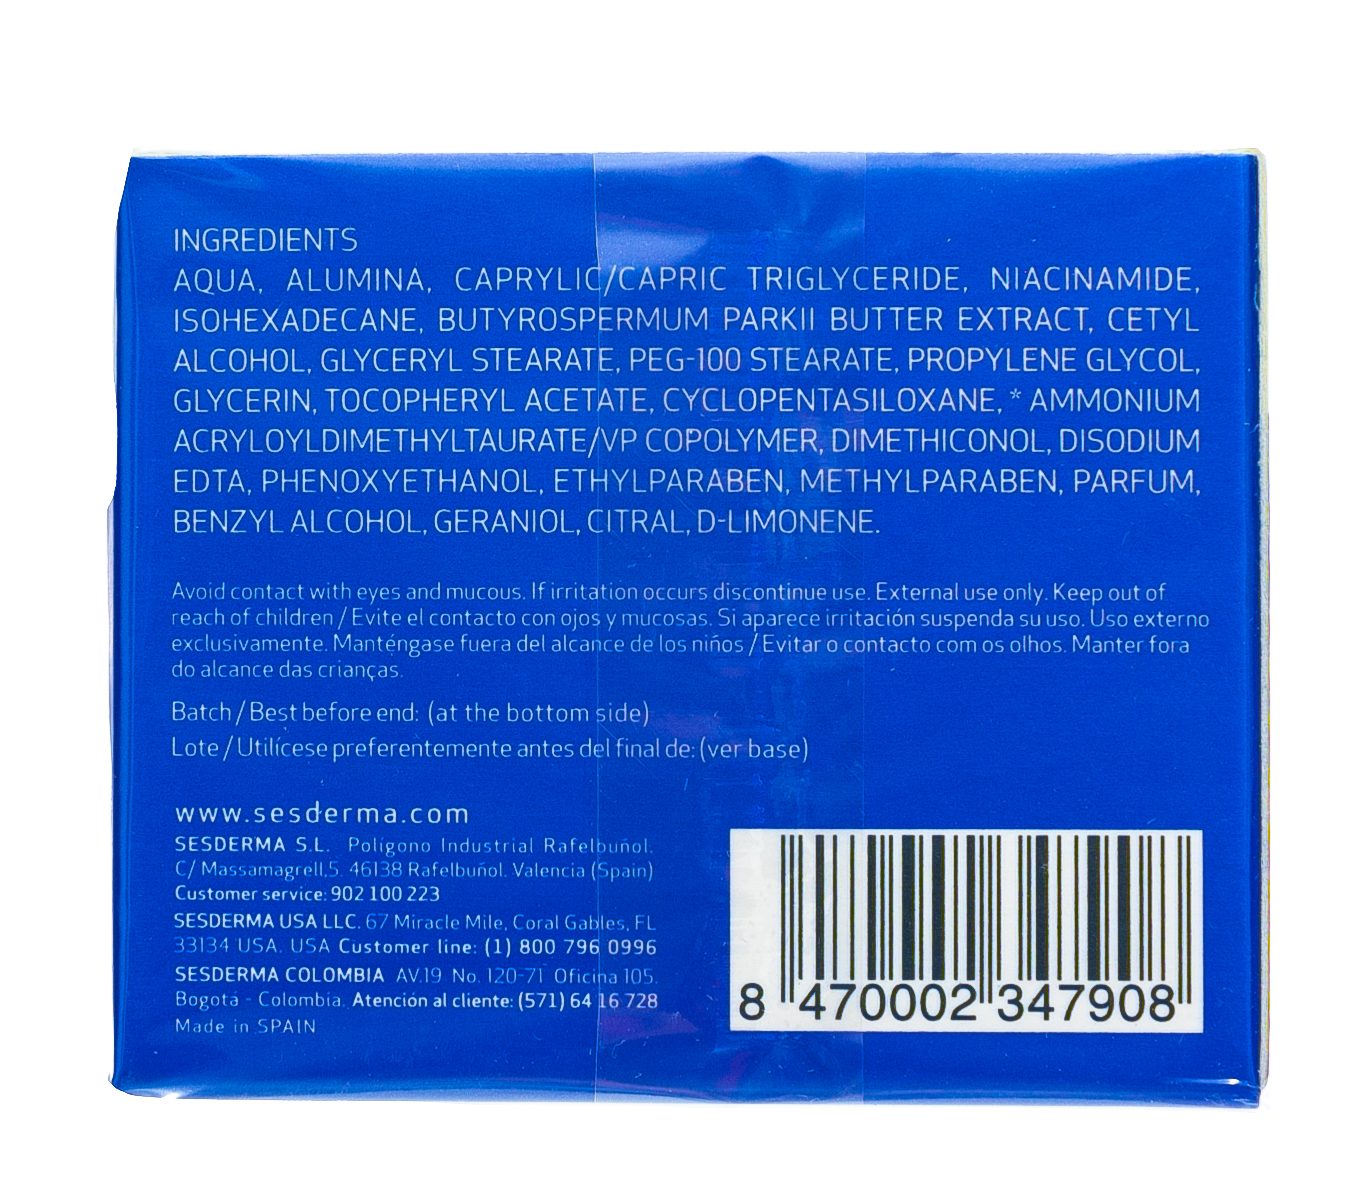 INGREDIENTS
AQUA, ALUMINA, CAPRYLIC/CAPRIC TRIGLYCERIDE, NIACINAMIDE,
ISOHEXADECANE, BUTYROSPERMUM PARKII BUTTER EXTRACT, CETYL
ALCOHOL, GLYCERYL STEARATE, PEG-100 STEARATE, PROPYLENE GLYCOL,
GLYCERIN, TOCOPHERYL ACETATE, CYCLOPENTASILOXANE, * AMMONIUM
ACRYLOYLDIMETHYLTAURATE/VP COPOLYMER, DIMETHICONOL, DISODIUM
EDTA, PHENOXYETHANOL, ETHYLPARABEN, METHYLPARABEN, PARFUM,
BENZYL ALCOHOL, GERANIOL, CITRAL, D-LIMONENE.
Avoid contact with eyes and mucous. If irritation occurs discontinue use. External use only. Keep out of
reach of children / Evite el contacto con ojos y mucosas. Si aparece irritación suspenda su uso. Uso externo
exclusivamente. Manténgase fuera del alcance de los niños / Evitar o contacto com os olhos. Manter fora
do alcance das crianças.
Batch / Best before end: (at the bottom side)
Lote / Utilícese preferentemente antes del final de: (ver base)
www.sesderma.com
SESDERMA S.L. Polígono Industrial Rafelbuñol.
C/ Massamagrell,5. 46138 Rafelbuñol. Valencia (Spain)
Customer service: 902 100 223
SESDERMA USA LLC. 67 Miracle Mile, Coral Gables, FL
33134 USA. USA Customer line: (1) 800 796 0996
SESDERMA COLOMBIA AV.19 No. 120-71 Oficina 105.
Bogotá - Colombia. Atención al cliente: (571) 64 16 728
Made in SPAIN
8 470002 347908